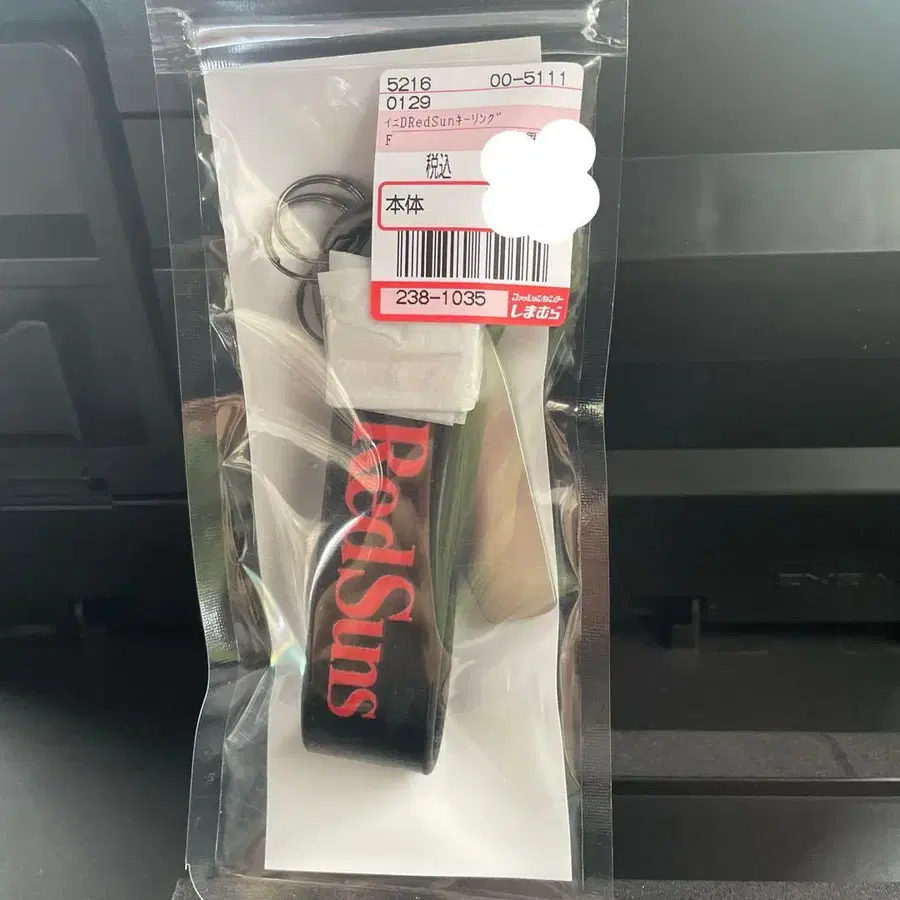 5216 00-5111
0129
イニDRedSunキーリング
F
税込
本体
238-1035
ファッションセンター
しまむら
RedSuns